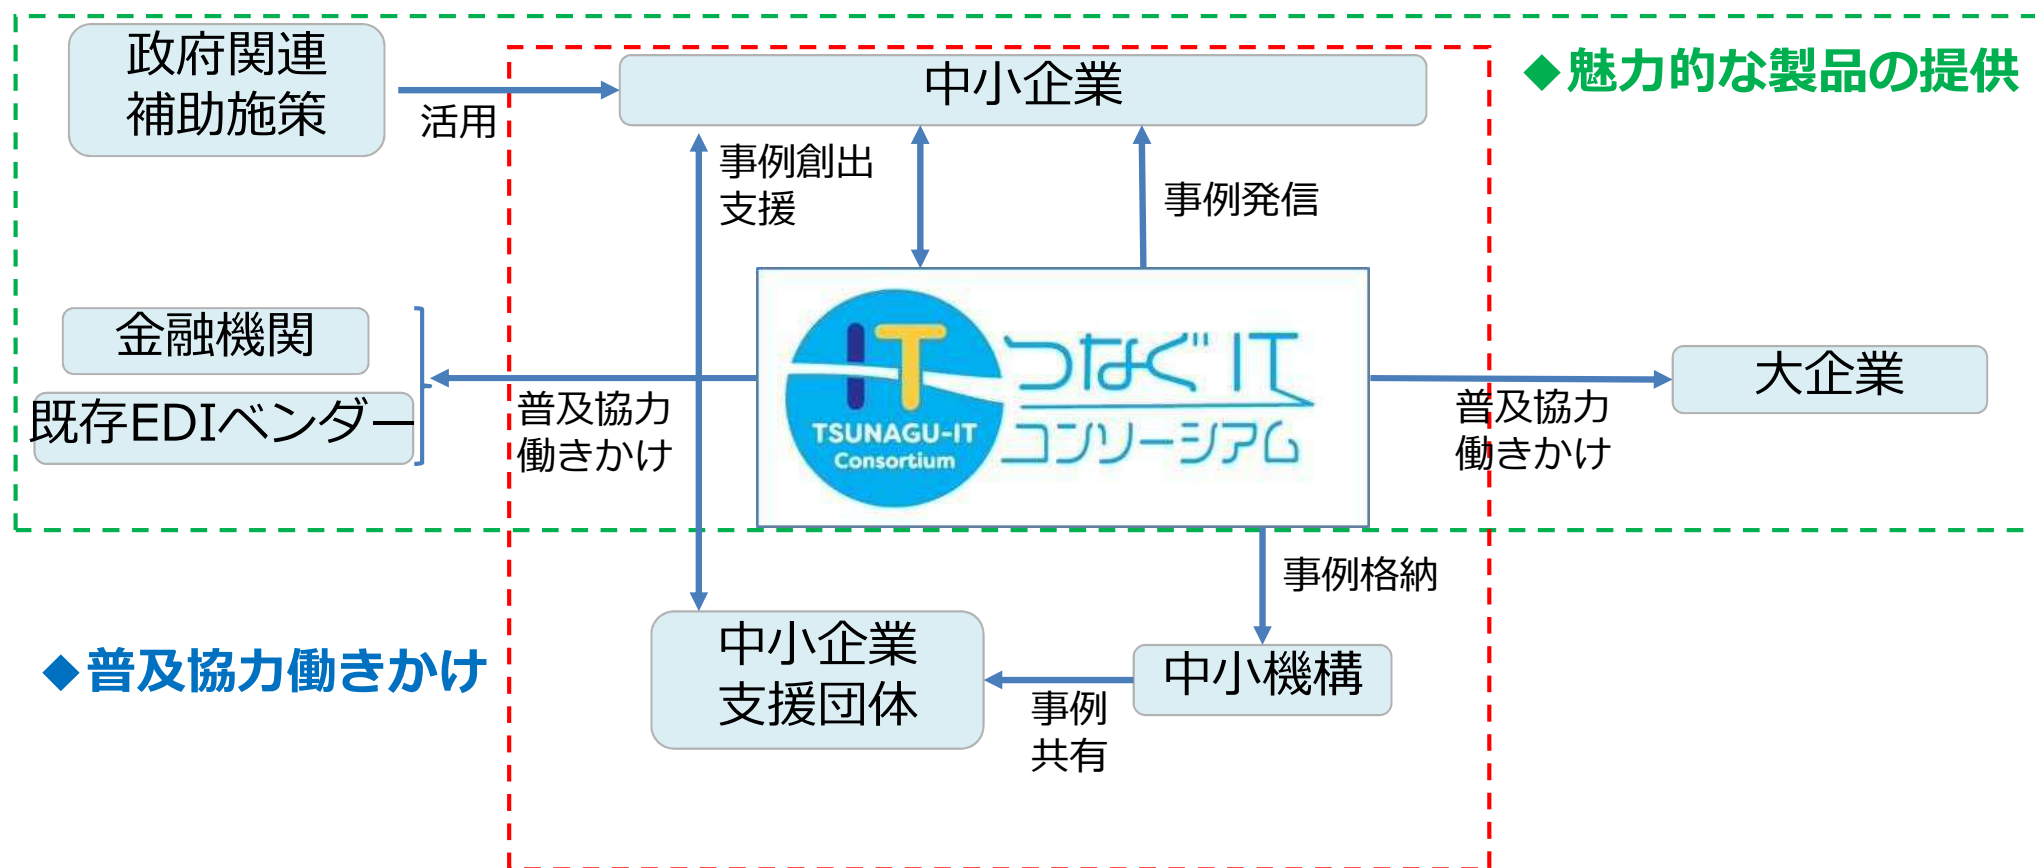 政府関連
補助施策
中小企業
◆魅力的な製品の提供
活用
事例創出
支援
事例発信
金融機関
既存EDIベンダー
普及協力
働きかけ
IT
TSUNAGU-IT
Consortium
つなぐIT
コンソーシアム
大企業
普及協力
働きかけ
事例格納
◆普及協力働きかけ
中小企業
支援団体
中小機構
事例
共有